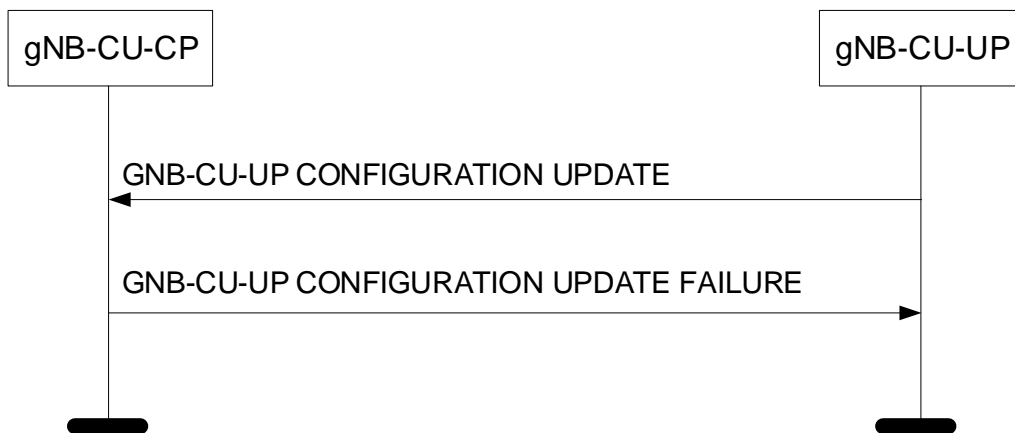 gNB-CU-CP
gNB-CU-UP
GNB-CU-UP CONFIGURATION UPDATE
GNB-CU-UP CONFIGURATION UPDATE FAILURE